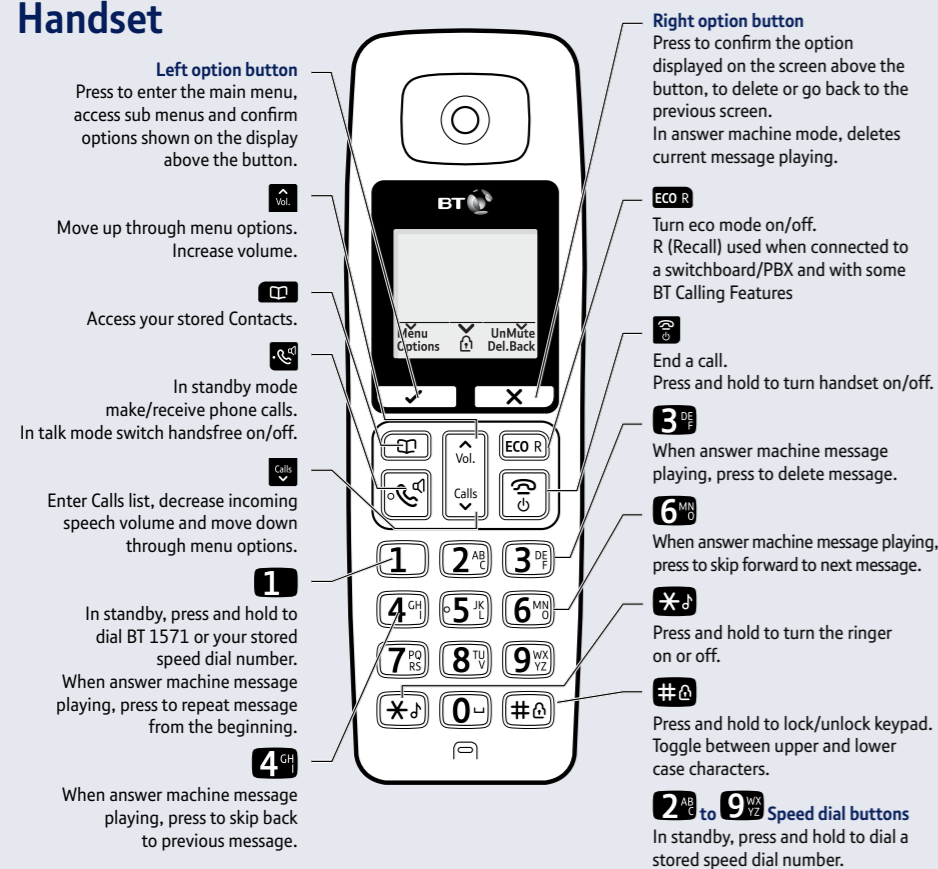 Handset
Left option button
Press to enter the main menu,
access sub menus and confirm
options shown on the display
above the button.
Vol.
Move up through menu options.
Increase volume.
Access your stored Contacts.
In standby mode
make/receive phone calls.
In talk mode switch handsfree on/off.
Calls
Enter Calls list, decrease incoming
speech volume and move down
through menu options.
1
In standby, press and hold to
dial BT 1571 or your stored
speed dial number.
When answer machine message
playing, press to repeat message
from the beginning.
4 GHI
When answer machine message
playing, press to skip back
to previous message.
BT
Menu UnMute
Options Del.Back
Vol.
ECO R
Calls
1 2 ABC 3 DEF
4 GHI 5 JKL 6 MNO
7 PQRS 8 TUV 9 WXYZ
* 0 #
Right option button
Press to confirm the option
displayed on the screen above the
button, to delete or go back to the
previous screen.
In answer machine mode, deletes
current message playing.
ECO R
Turn eco mode on/off.
R (Recall) used when connected to
a switchboard/PBX and with some
BT Calling Features
End a call.
Press and hold to turn handset on/off.
3 DEF
When answer machine message
playing, press to delete message.
6 MNO
When answer machine message playing,
press to skip forward to next message.
*
Press and hold to turn the ringer
on or off.
#
Press and hold to lock/unlock keypad.
Toggle between upper and lower
case characters.
2 ABC to 9 WXYZ Speed dial buttons
In standby, press and hold to dial a
stored speed dial number.